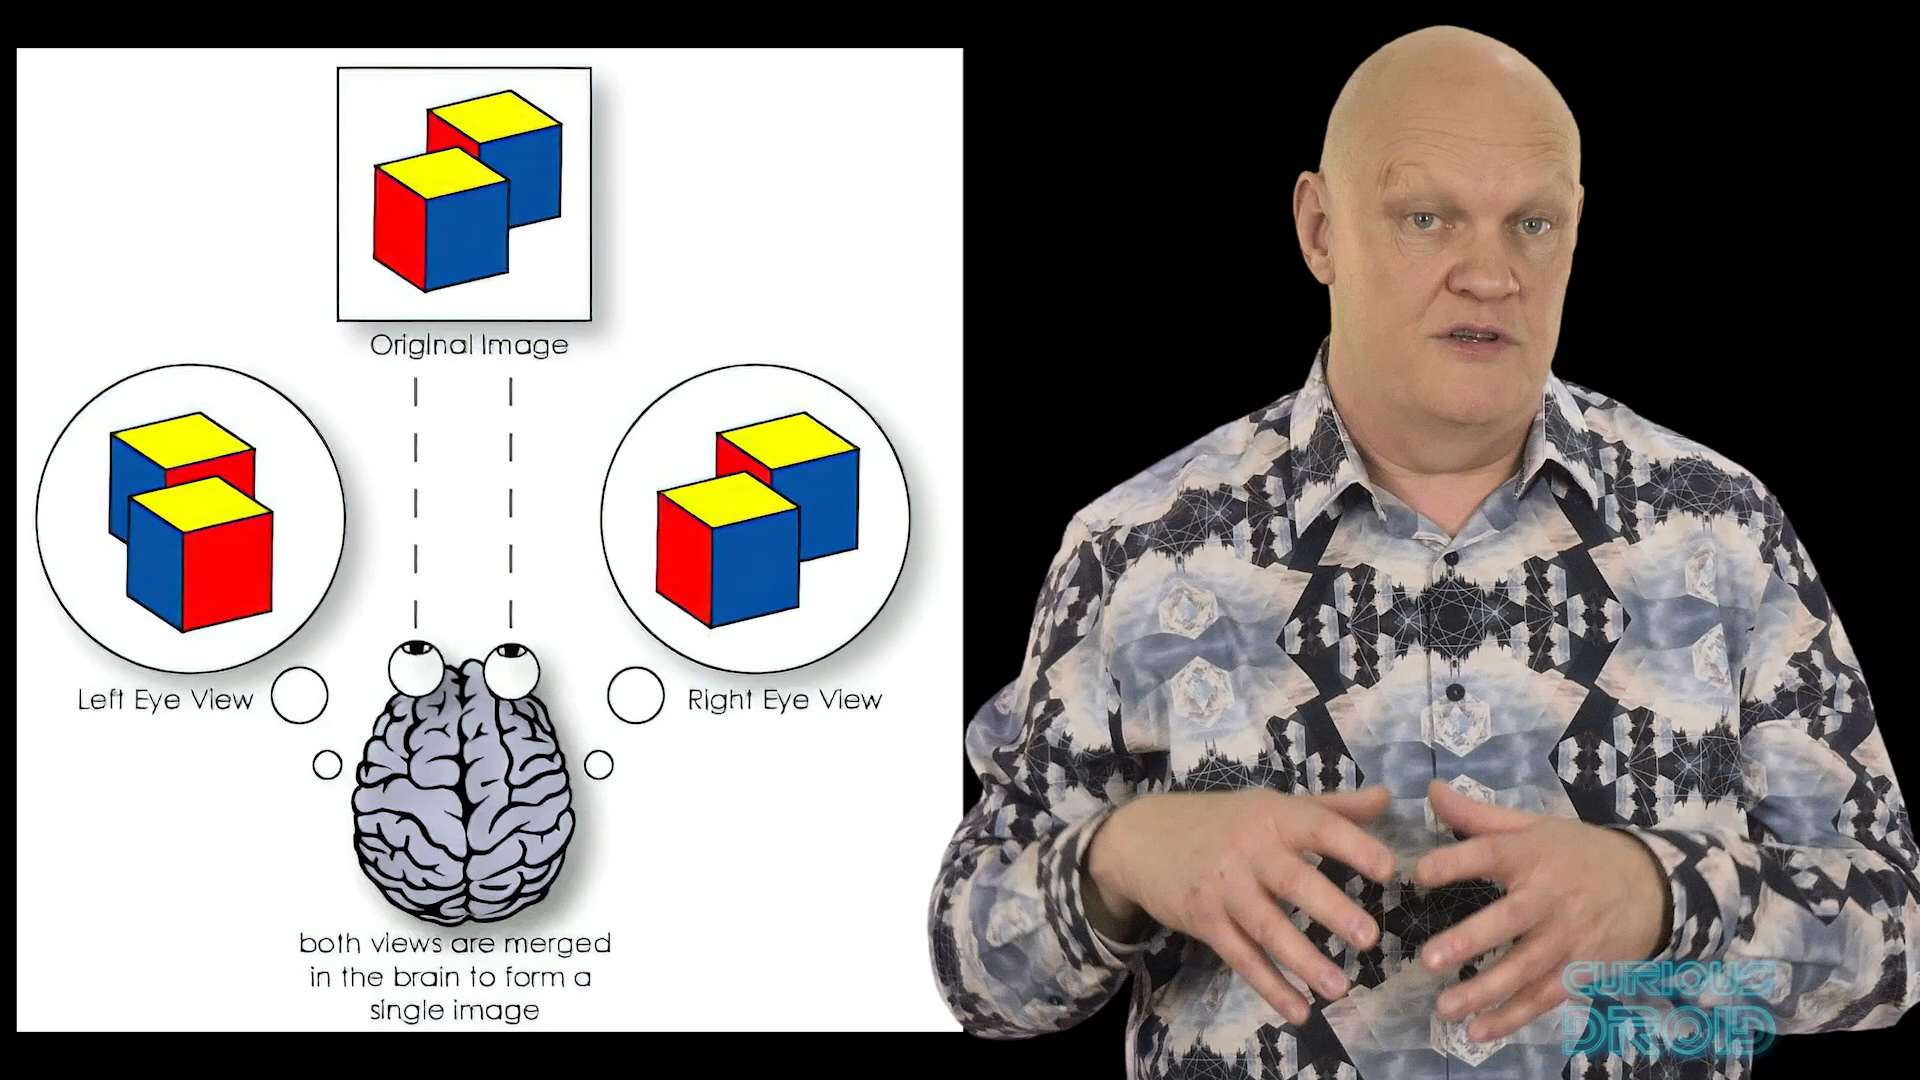 Original Image
Left Eye View
Right Eye View
both views are merged
in the brain to form a
single image
CURIOUS
DROID